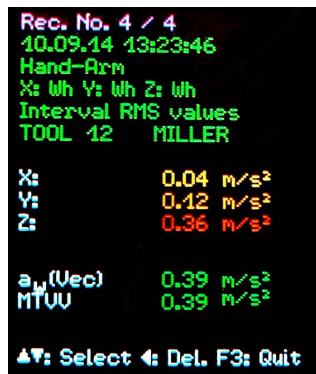 Rec. No. 4 / 4
10.09.14 13:23:46
Hand-Arm
X: Wh Y: Wh Z: Wh
Interval RMS values
TOOL 12 MILLER
X: 0.04 m/s²
Y: 0.12 m/s²
Z: 0.36 m/s²
aw(Vec) 0.39 m/s²
MTVV 0.39 m/s²
▲▼: Select ◀: Del. F3: Quit